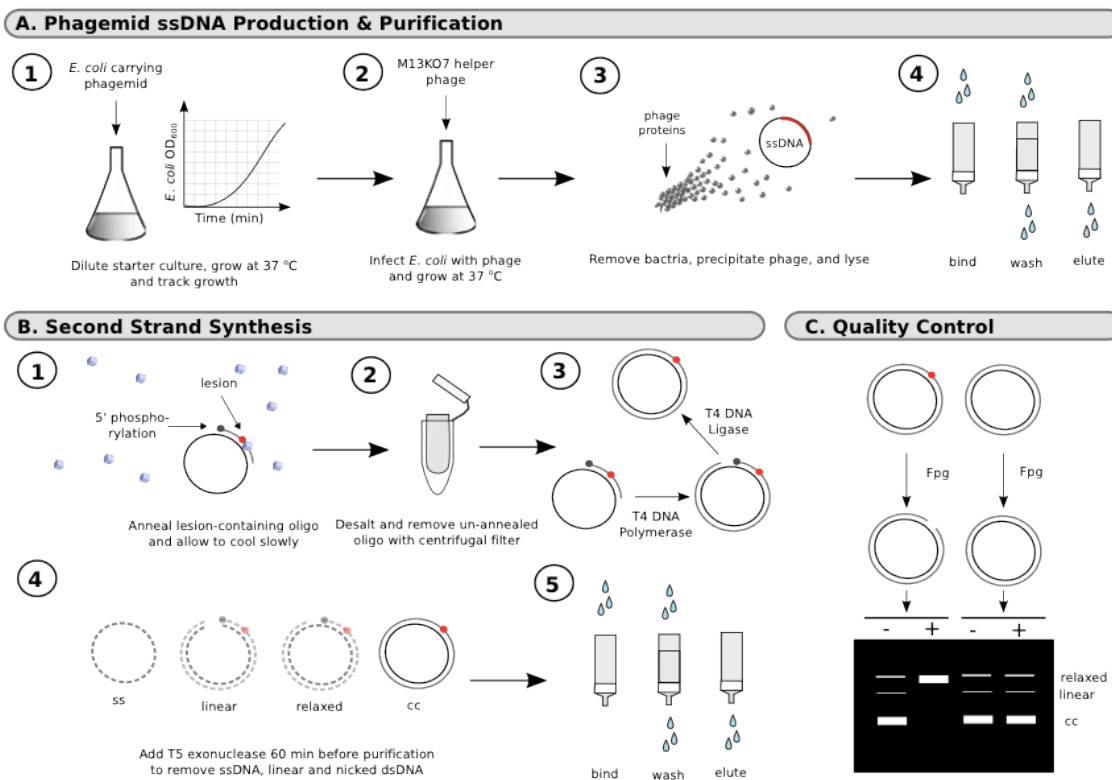 A. Phagemid ssDNA Production & Purification
1
E. coli carrying
phagemid
E. coli OD600
Time (min)
Dilute starter culture, grow at 37 °C
and track growth
2
M13KO7 helper
phage
Infect E. coli with phage
and grow at 37 °C
3
phage
proteins
ssDNA
Remove bactria, precipitate phage, and lyse
4
bind
wash
elute
B. Second Strand Synthesis
1
lesion
5' phospho-
rylation
Anneal lesion-containing oligo
and allow to cool slowly
2
Desalt and remove un-annealed
oligo with centrifugal filter
3
T4 DNA
Ligase
T4 DNA
Polymerase
4
ss
linear
relaxed
cc
Add T5 exonuclease 60 min before purification
to remove ssDNA, linear and nicked dsDNA
5
bind
wash
elute
C. Quality Control
Fpg
Fpg
- + - +
relaxed
linear
cc